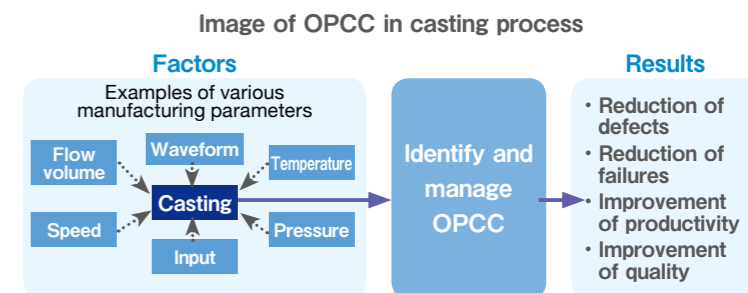 Image of OPCC in casting process
Factors
Examples of various
manufacturing parameters
Flow
volume
Waveform
Temperature
Casting
Speed
Input
Pressure
Identify and
manage
OPCC
Results
・Reduction of
defects
・Reduction of
failures
・Improvement
of productivity
・Improvement
of quality